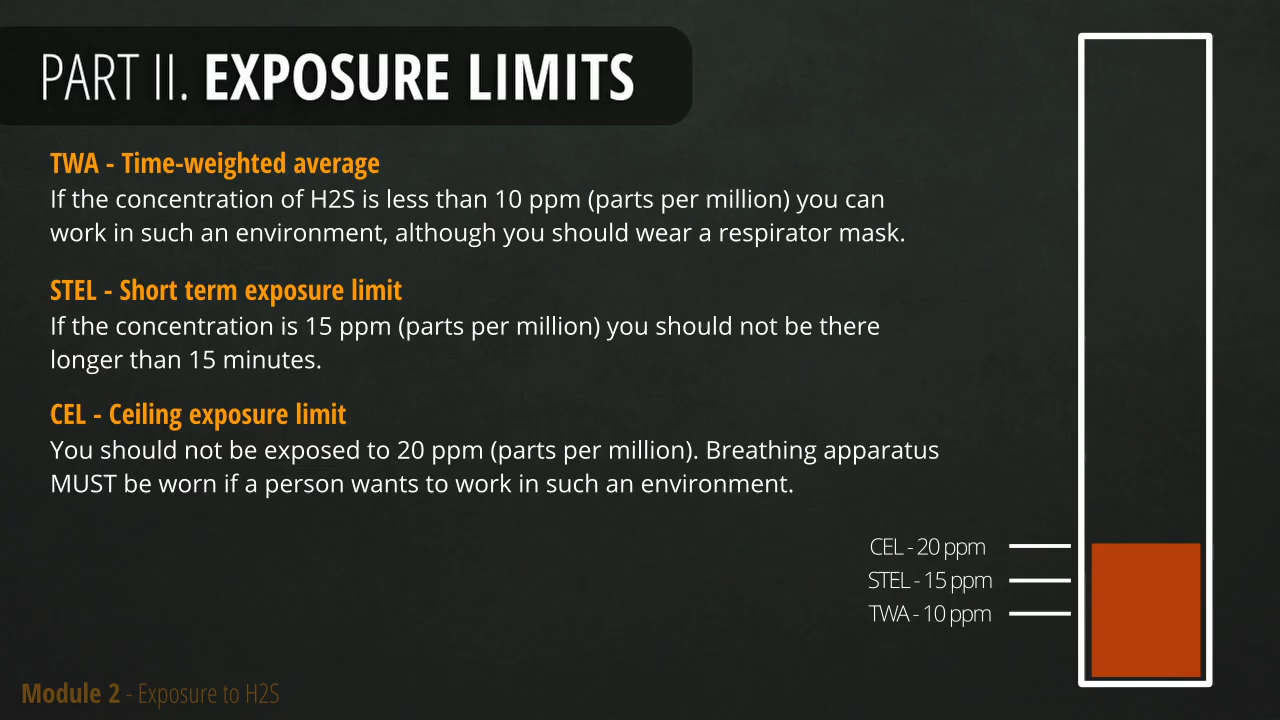 PART II. EXPOSURE LIMITS
TWA - Time-weighted average
If the concentration of H2S is less than 10 ppm (parts per million) you can
work in such an environment, although you should wear a respirator mask.
STEL - Short term exposure limit
If the concentration is 15 ppm (parts per million) you should not be there
longer than 15 minutes.
CEL - Ceiling exposure limit
You should not be exposed to 20 ppm (parts per million). Breathing apparatus
MUST be worn if a person wants to work in such an environment.
CEL - 20 ppm
STEL - 15 ppm
TWA - 10 ppm
Module 2 - Exposure to H2S